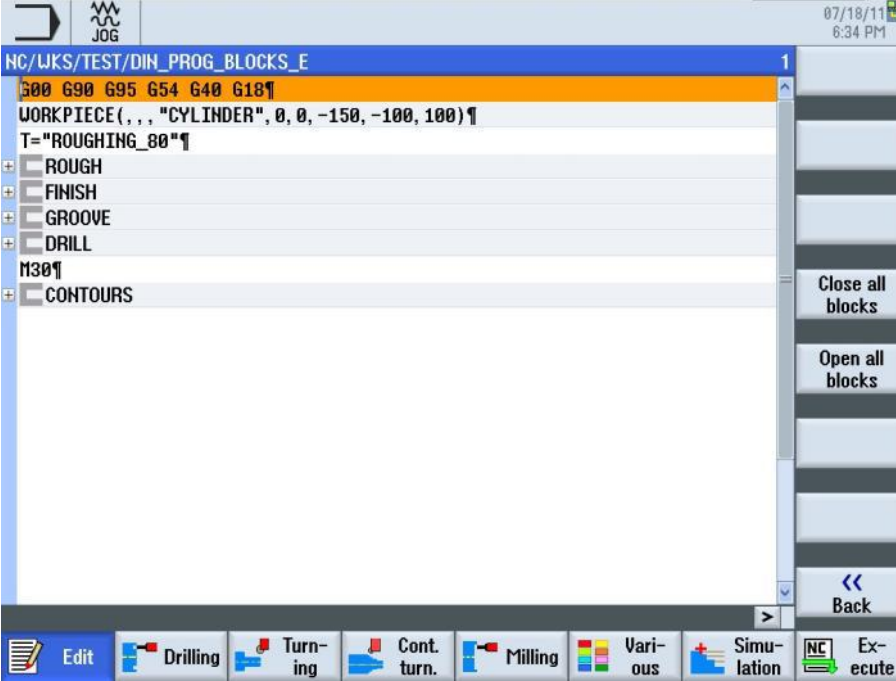 JOG
07/18/11
6:34 PM
NC/WKS/TEST/DIN_PROG_BLOCKS_E 1
G00 G90 G95 G54 G40 G18¶
WORKPIECE(,,,"CYLINDER",0,0,-150,-100,100)¶
T="ROUGHING_80"¶
ROUGH
FINISH
GROOVE
DRILL
M30¶
CONTOURS
Close all
blocks
Open all
blocks
<<
Back
>
Edit
Drilling
Turn-
ing
Cont.
turn.
Milling
Vari-
ous
Simu-
lation
NC
Ex-
ecute